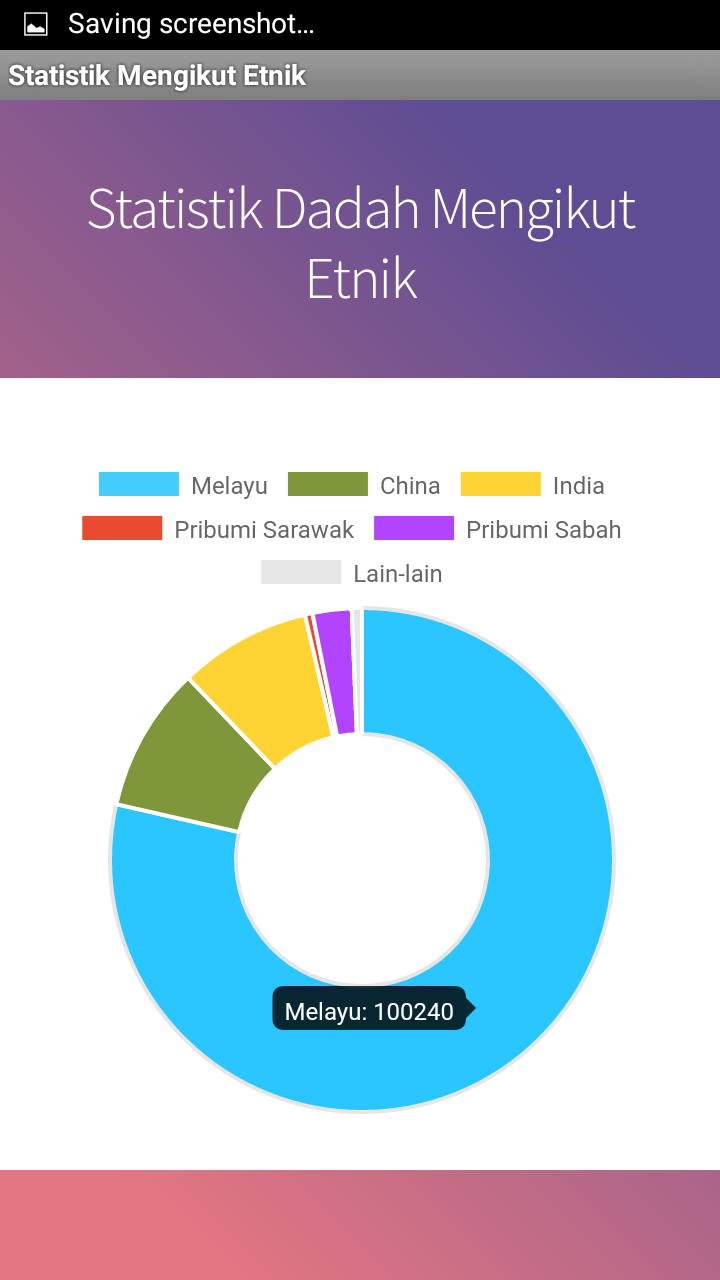 Saving screenshot...
Statistik Mengikut Etnik
Statistik Dadah Mengikut
Etnik
Melayu China India
Pribumi Sarawak Pribumi Sabah
Lain-lain
Melayu: 100240